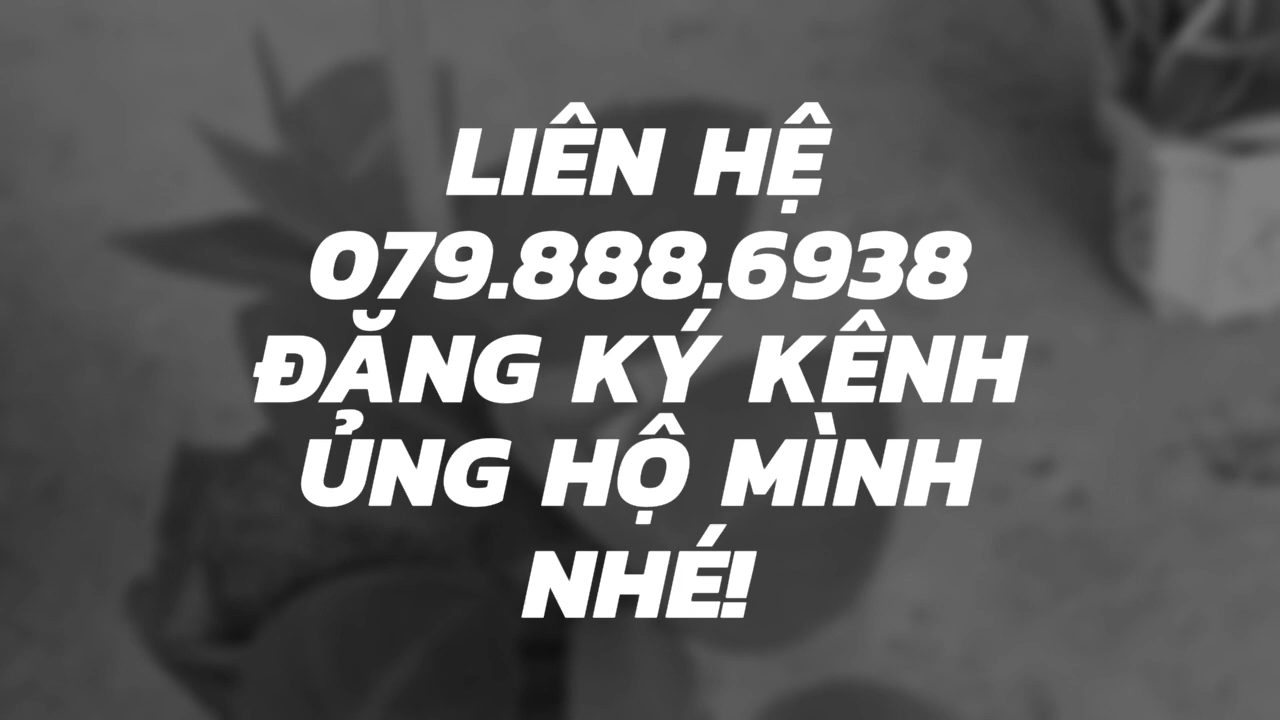 LIÊN HỆ
079.888.6938
ĐĂNG KÝ KÊNH
ỦNG HỘ MÌNH
NHÉ!